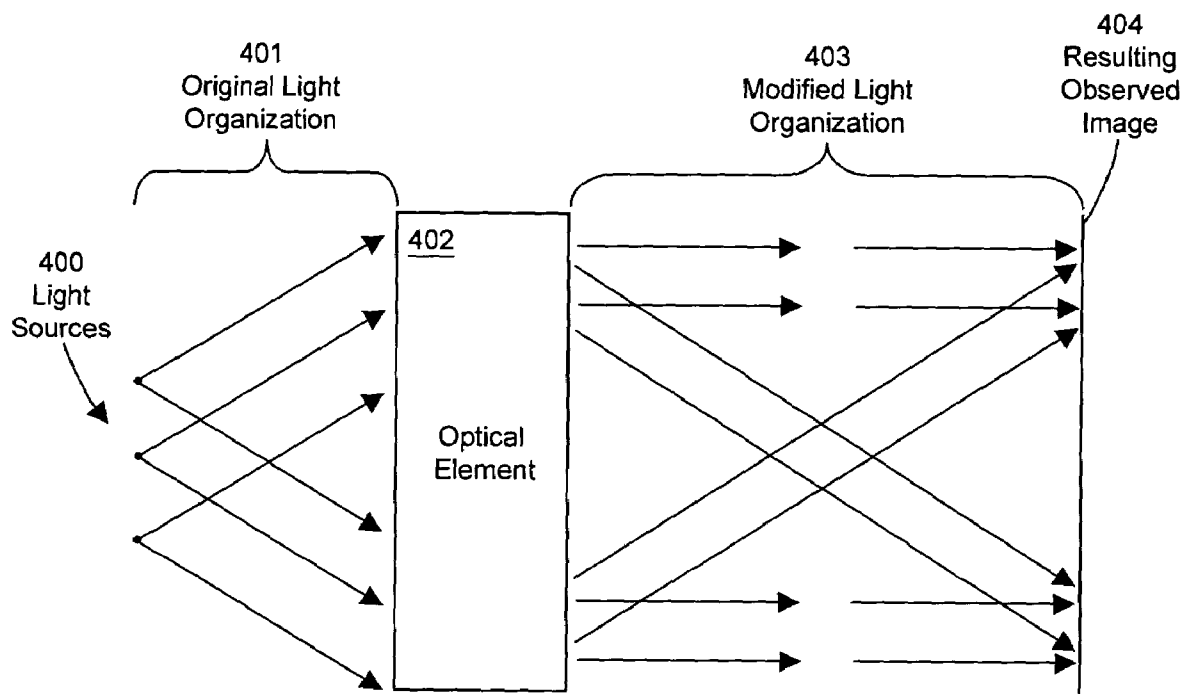 401
Original Light
Organization
403
Modified Light
Organization
404
Resulting
Observed
Image
400
Light
Sources
402
Optical
Element